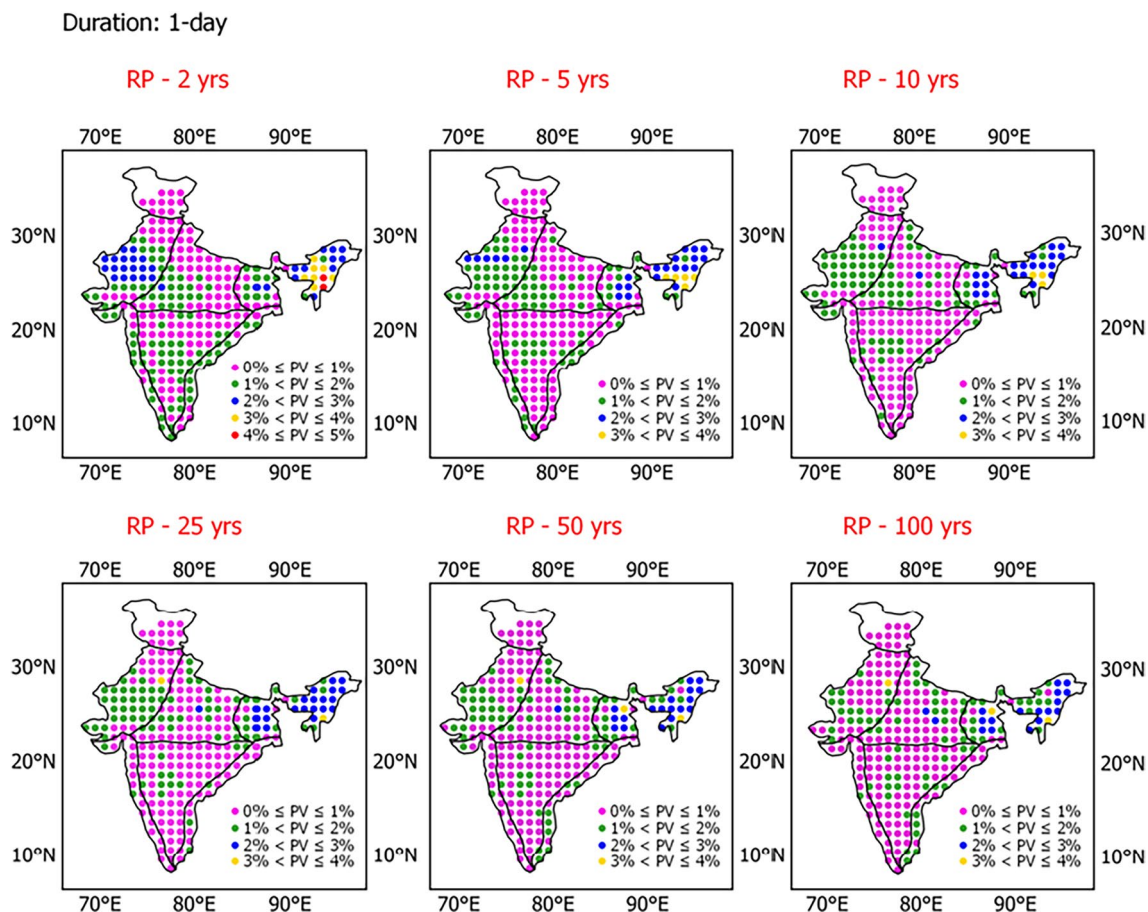 Duration: 1-day
RP - 2 yrs
RP - 5 yrs
RP - 10 yrs
70°E 80°E 90°E
70°E 80°E 90°E
70°E 80°E 90°E
30°N
20°N
10°N
0% ≤ PV ≤ 1%
1% < PV ≤ 2%
2% < PV ≤ 3%
3% < PV ≤ 4%
4% ≤ PV ≤ 5%
70°E 80°E 90°E
30°N
20°N
10°N
0% ≤ PV ≤ 1%
1% < PV ≤ 2%
2% < PV ≤ 3%
3% < PV ≤ 4%
70°E 80°E 90°E
0% ≤ PV ≤ 1%
1% < PV ≤ 2%
2% < PV ≤ 3%
3% < PV ≤ 4%
30°N
20°N
10°N
70°E 80°E 90°E
RP - 25 yrs
RP - 50 yrs
RP - 100 yrs
70°E 80°E 90°E
70°E 80°E 90°E
70°E 80°E 90°E
30°N
20°N
10°N
0% ≤ PV ≤ 1%
1% < PV ≤ 2%
2% < PV ≤ 3%
3% < PV ≤ 4%
70°E 80°E 90°E
30°N
20°N
10°N
0% ≤ PV ≤ 1%
1% < PV ≤ 2%
2% < PV ≤ 3%
3% < PV ≤ 4%
70°E 80°E 90°E
0% ≤ PV ≤ 1%
1% < PV ≤ 2%
2% < PV ≤ 3%
3% < PV ≤ 4%
30°N
20°N
10°N
70°E 80°E 90°E